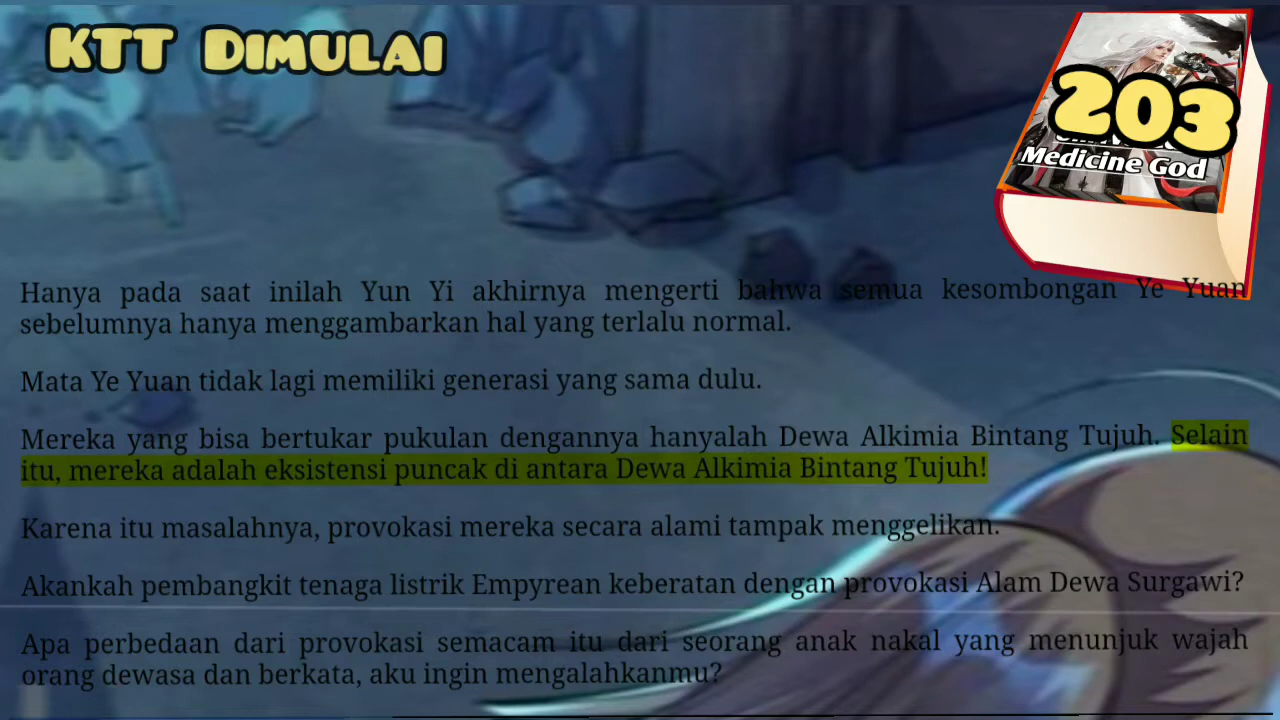 KTT DIMULAI
203
Medicine God
Hanya pada saat inilah Yun Yi akhirnya mengerti bahwa semua kesombongan Ye Yuan
sebelumnya hanya menggambarkan hal yang terlalu normal.
Mata Ye Yuan tidak lagi memiliki generasi yang sama dulu.
Mereka yang bisa bertukar pukulan dengannya hanyalah Dewa Alkimia Bintang Tujuh. Selain
itu, mereka adalah eksistensi puncak di antara Dewa Alkimia Bintang Tujuh!
Karena itu masalahnya, provokasi mereka secara alami tampak menggelikan.
Akankah pembangkit tenaga listrik Empyrean keberatan dengan provokasi Alam Dewa Surgawi?
Apa perbedaan dari provokasi semacam itu dari seorang anak nakal yang menunjuk wajah
orang dewasa dan berkata, aku ingin mengalahkanmu?